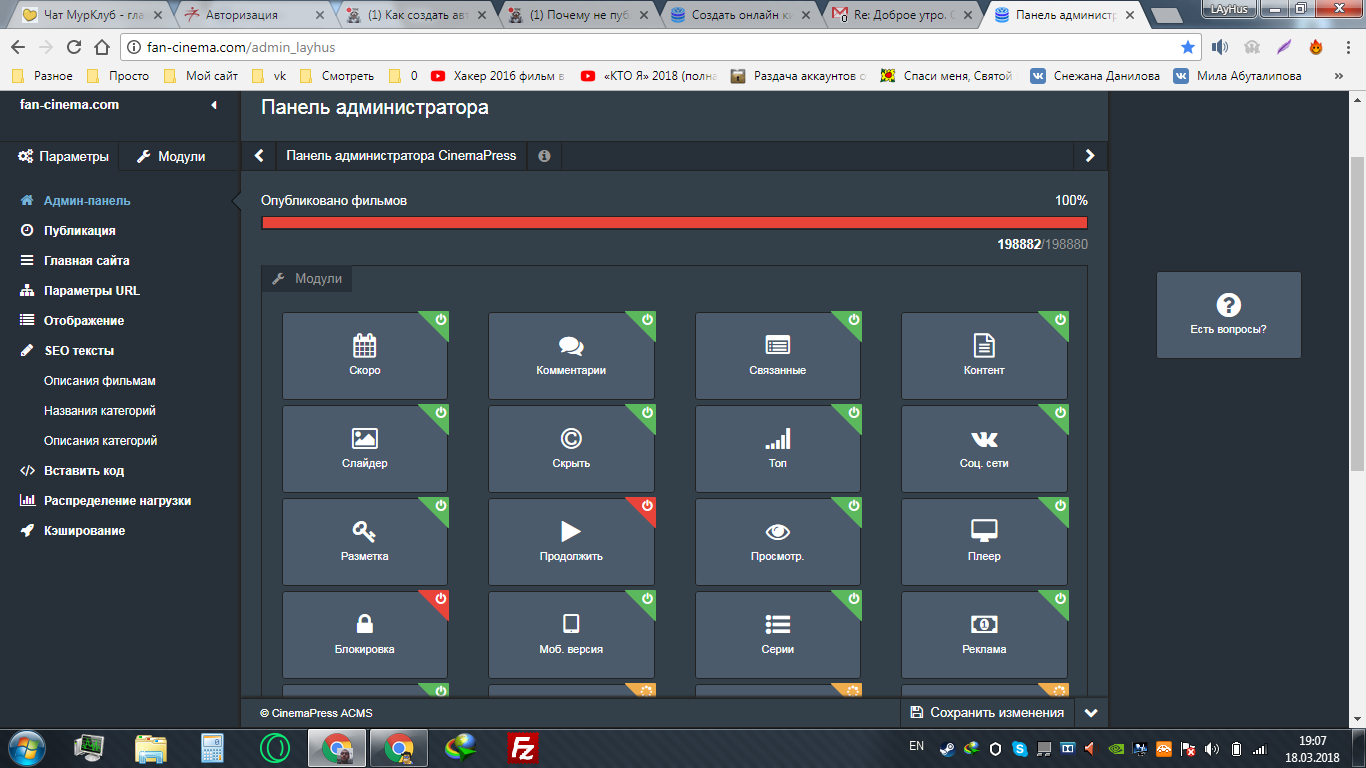 Чат МурКлуб - гла
Авторизация
(1) Как создать авт
(1) Почему не пуб
Создать онлайн ки
Re: Доброе утро. С
Панель администр
LAyHus
fan-cinema.com/admin_layhus
Разное
Просто
Мой сайт
vk
Смотреть
0
Хакер 2016 фильм в
«КТО Я» 2018 (полна
Раздача аккаунтов о
Спаси меня, Святой
Снежана Данилова
Мила Абуталипова
»
fan-cinema.com
Панель администратора
Параметры
Модули
Панель администратора CinemaPress
Админ-панель
Публикация
Главная сайта
Параметры URL
Отображение
SEO тексты
Описания фильмам
Названия категорий
Описания категорий
Вставить код
Распределение нагрузки
Кэширование
Опубликовано фильмов
100%
198882/198880
Модули
Скоро
Комментарии
Связанные
Контент
Слайдер
Скрыть
Топ
Соц. сети
Разметка
Продолжить
Просмотр.
Плеер
Блокировка
Моб. версия
Серии
Реклама
Есть вопросы?
© CinemaPress ACMS
Сохранить изменения
EN
19:07
18.03.2018